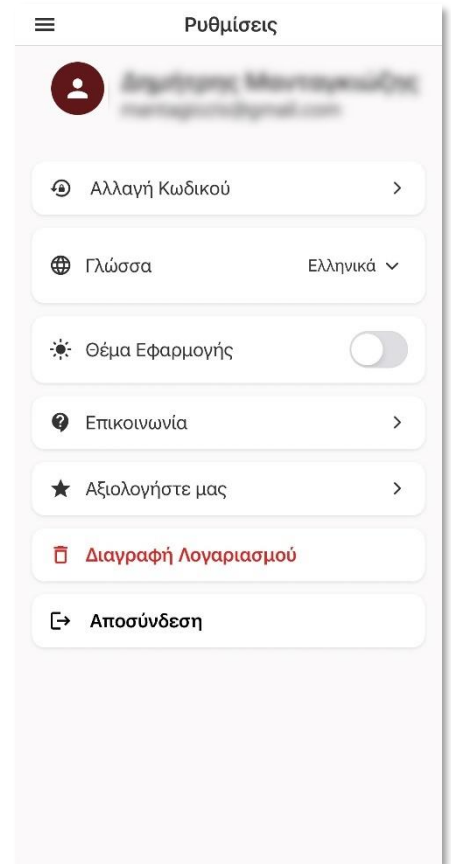 Ρυθμίσεις
Αλλαγή Κωδικού
Γλώσσα Ελληνικά
Θέμα Εφαρμογής
Επικοινωνία
Αξιολογήστε μας
Διαγραφή Λογαριασμού
Αποσύνδεση